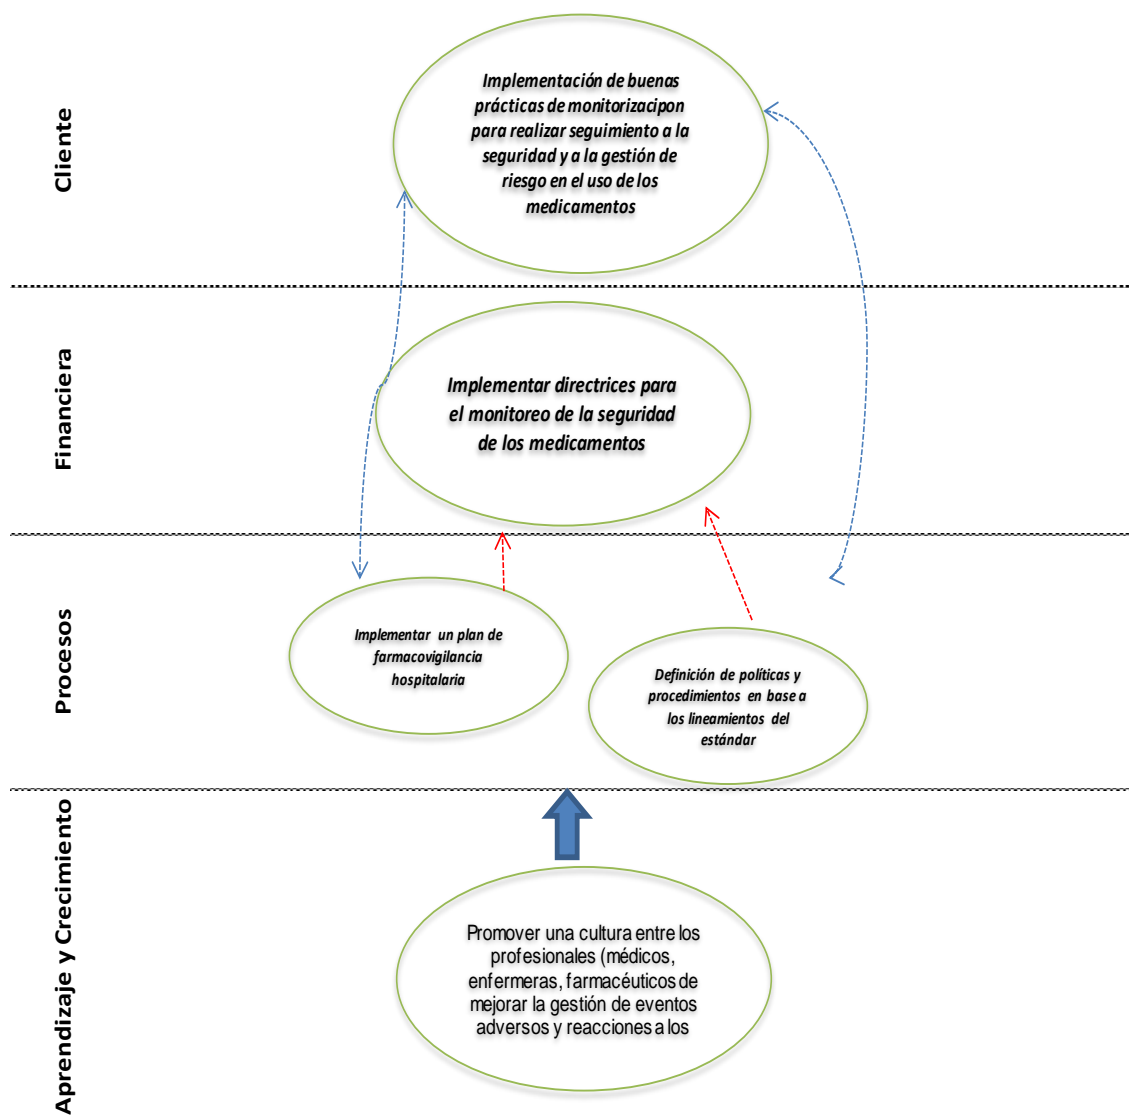 Cliente
Implementación de buenas
prácticas de monitorizacipon
para realizar seguimiento a la
seguridad y a la gestión de
riesgo en el uso de los
medicamentos
Financiera
Implementar directrices para
el monitoreo de la seguridad
de los medicamentos
Procesos
Implementar un plan de
farmacovigilancia
hospitalaria
Definición de políticas y
procedimientos en base a
los lineamientos del
estándar
Aprendizaje y Crecimiento
Promover una cultura entre los
profesionales (médicos,
enfermeras, farmacéuticos de
mejorar la gestión de eventos
adversos y reacciones a los